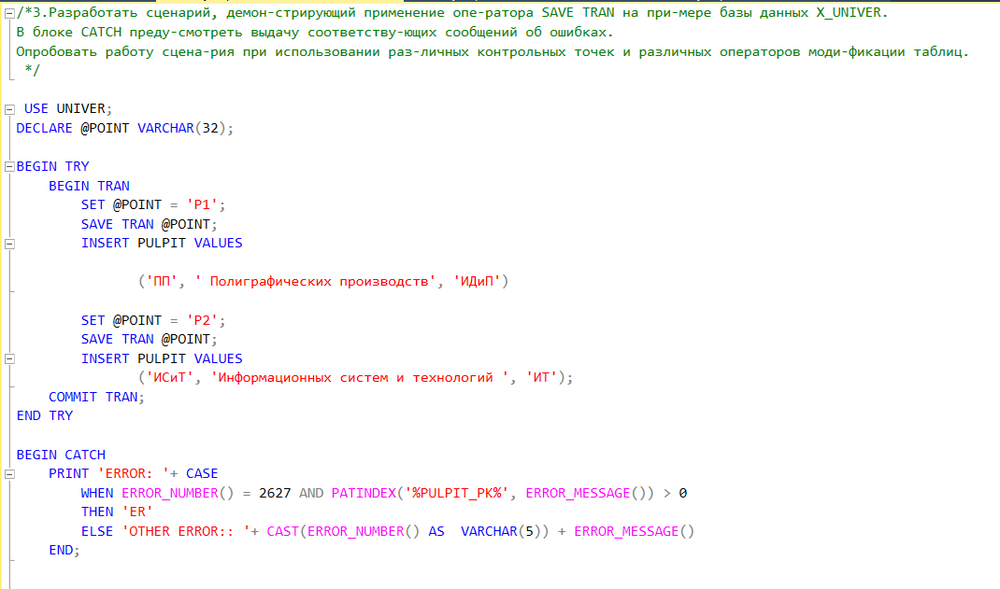 /*3.Разработать сценарий, демон-стрирующий применение опе-ратора SAVE TRAN на при-мере базы данных X_UNIVER.
В блоке CATCH преду-смотреть выдачу соответству-ющих сообщений об ошибках.
Опробовать работу сцена-рия при использовании раз-личных контрольных точек и различных операторов моди-фикации таблиц.
*/
USE UNIVER;
DECLARE @POINT VARCHAR(32);
BEGIN TRY
BEGIN TRAN
SET @POINT = 'P1';
SAVE TRAN @POINT;
INSERT PULPIT VALUES
('ПП', ' Полиграфических производств', 'ИДиП')
SET @POINT = 'P2';
SAVE TRAN @POINT;
INSERT PULPIT VALUES
('ИСиТ', 'Информационных систем и технологий ', 'ИТ');
COMMIT TRAN;
END TRY
BEGIN CATCH
PRINT 'ERROR: '+ CASE
WHEN ERROR_NUMBER() = 2627 AND PATINDEX('%PULPIT_PK%', ERROR_MESSAGE()) > 0
THEN 'ER'
ELSE 'OTHER ERROR:: '+ CAST(ERROR_NUMBER() AS  VARCHAR(5)) + ERROR_MESSAGE()
END;